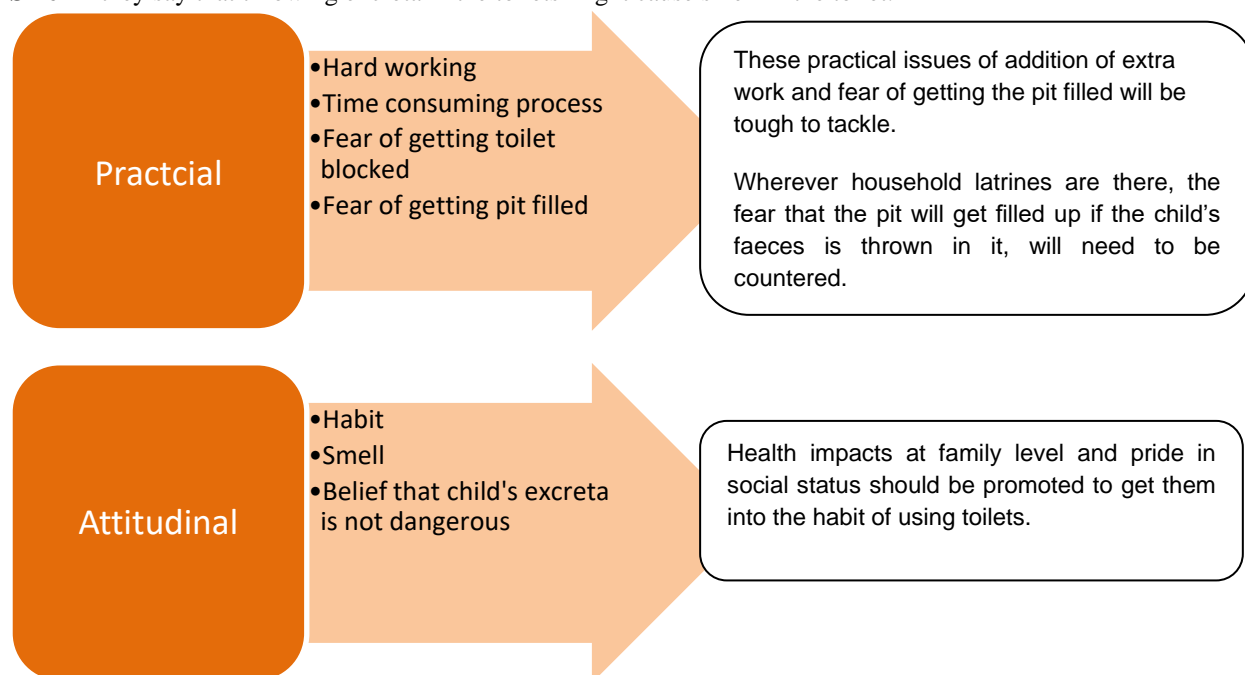 they say that
Practcial
•Hard working
•Time consuming process
•Fear of getting toilet
blocked
•Fear of getting pit filled
These practical issues of addition of extra
work and fear of getting the pit filled will be
tough to tackle.
Wherever household latrines are there, the
fear that the pit will get filled up if the child's
faeces is thrown in it, will need to be
countered.
Attitudinal
•Habit
•Smell
•Belief that child's excreta
is not dangerous
Health impacts at family level and pride in
social status should be promoted to get them
into the habit of using toilets.